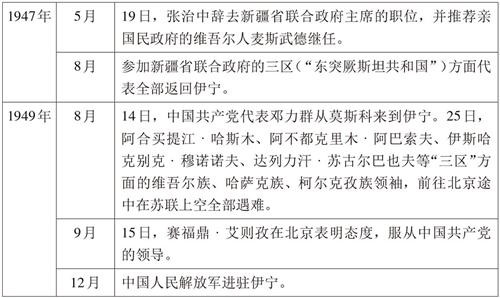 1947年 5月 19日，张治中辞去新疆省联合政府主席的职位，并推荐亲
国民政府的维吾尔人麦斯武德继任。
8月 参加新疆省联合政府的三区（“东突厥斯坦共和国”）方面代
表全部返回伊宁。
1949年 8月 14日，中国共产党代表邓力群从莫斯科来到伊宁。25日，
阿合买提江·哈斯木、阿不都克里木·阿巴索夫、伊斯哈
克别克·穆诺诺夫、达列力汗·苏古尔巴也夫等“三区”方
面的维吾尔族、哈萨克族、柯尔克孜族领袖，前往北京途
中在苏联上空全部遇难。
9月 15日，赛福鼎·艾则孜在北京表明态度，服从中国共产党
的领导。
12月 中国人民解放军进驻伊宁。